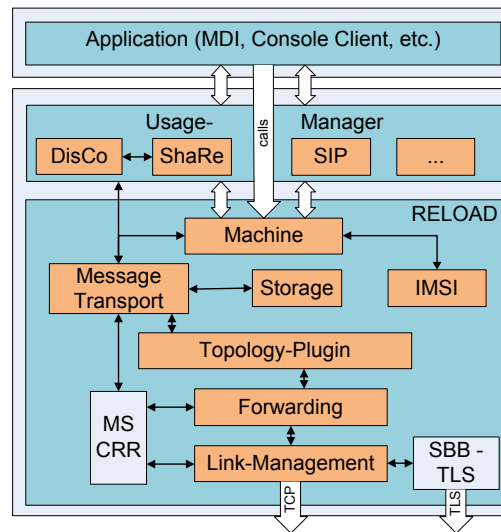 Application (MDI, Console Client, etc.)
Usage- Manager
calls
DisCo
ShaRe
SIP
...
RELOAD
Machine
Message
Transport
Storage
IMSI
Topology-Plugin
MS
CRR
Forwarding
Link-Management
SBB -
TLS
TCP
TLS